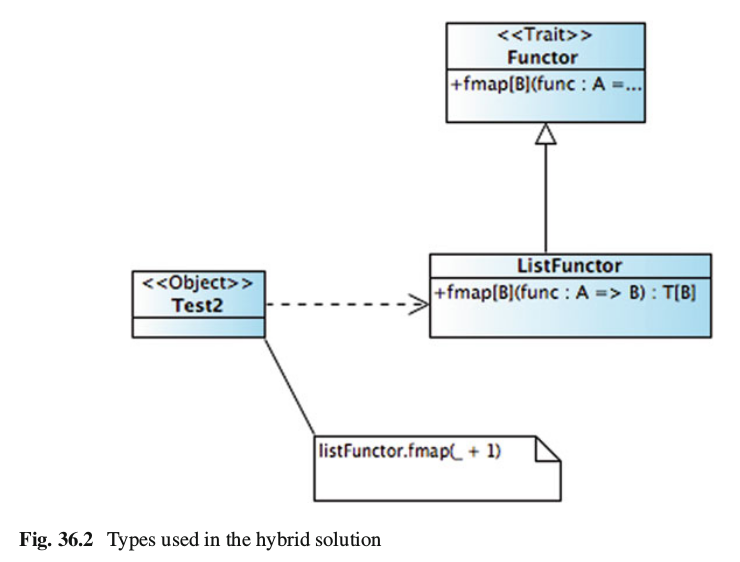 <<Trait>>
Functor
+fmap[B](func : A =...
ListFunctor
+fmap[B](func : A => B) : T[B]
<<Object>>
Test2
listFunctor.fmap(_ + 1)
Fig. 36.2 Types used in the hybrid solution